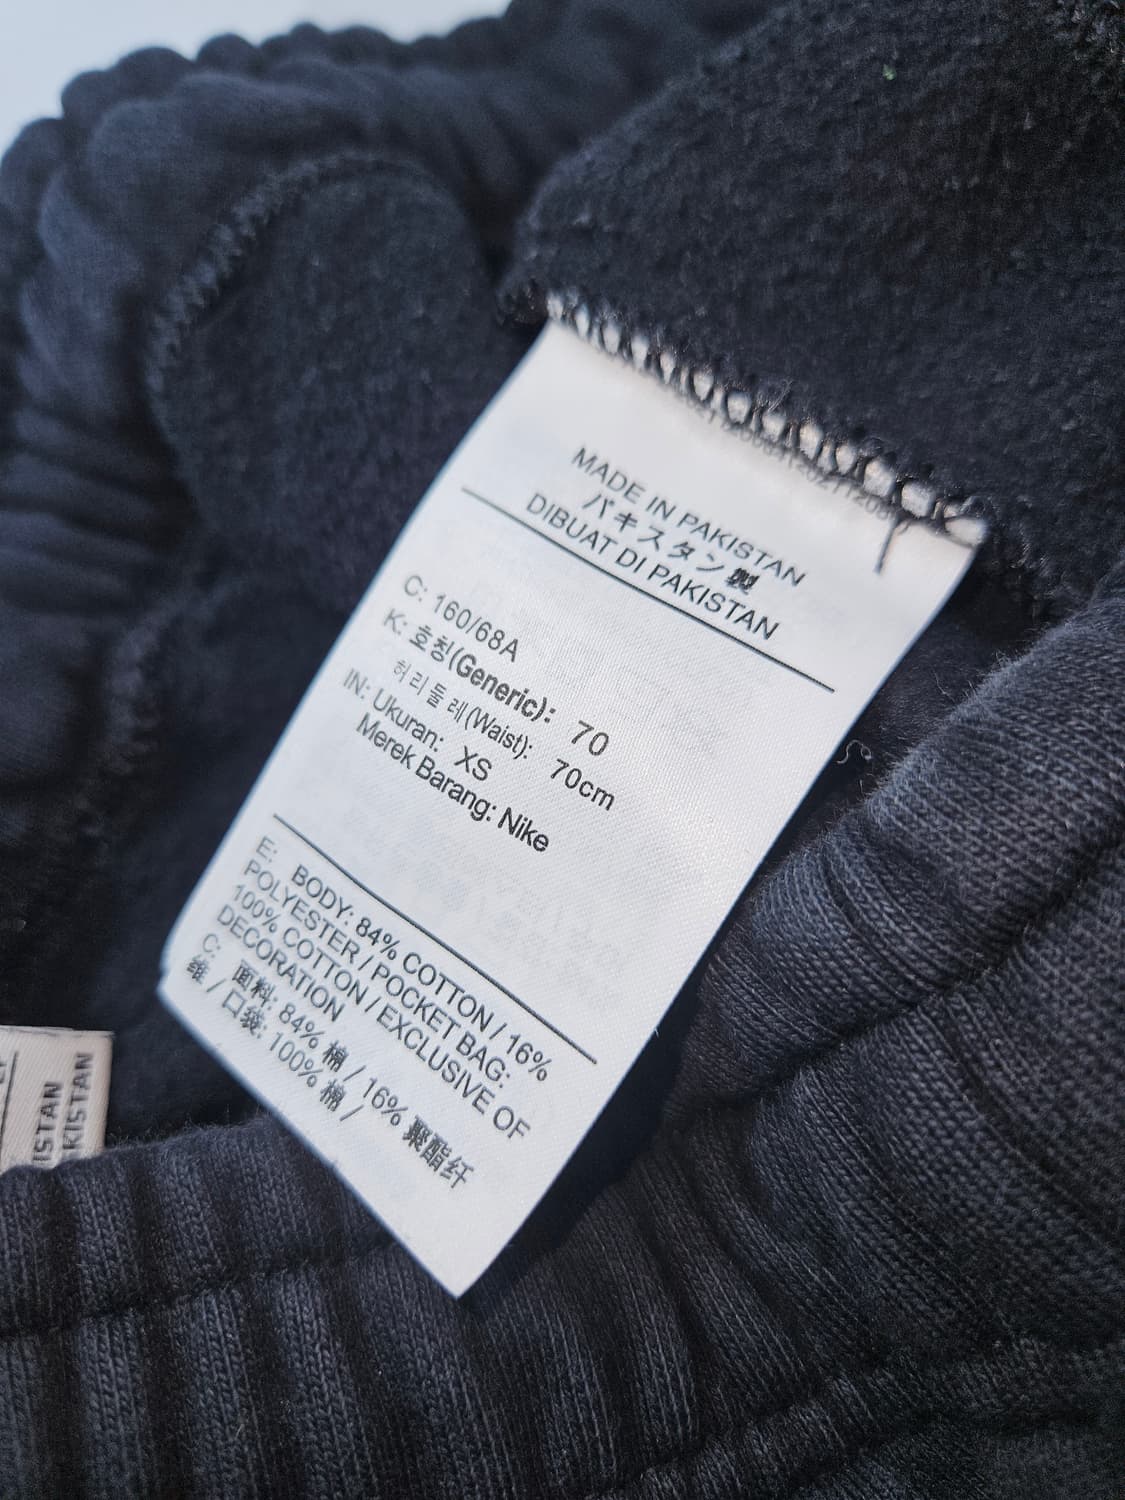 MADE IN PAKISTAN
パキスタン製
DIBUAT DI PAKISTAN
C: 160/68A
K: 호칭(Generic): 70
허리둘레(Waist): 70cm
IN: Ukuran: XS
Merek Barang: Nike
E: BODY: 84% COTTON / 16%
POLYESTER / POCKET BAG:
100% COTTON / EXCLUSIVE OF
DECORATION
C: 面料: 84% 棉 / 16% 聚酯纤
维 / 口袋: 100% 棉 /